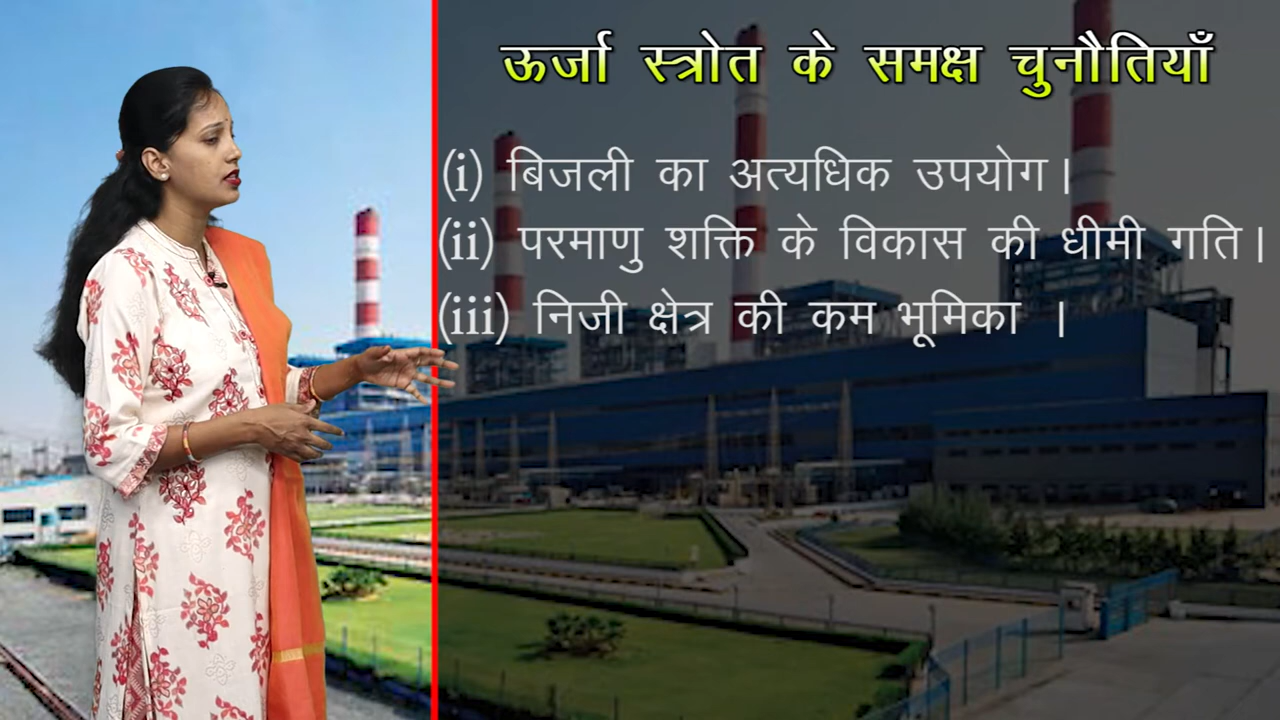 ऊर्जा स्त्रोत के समक्ष चुनौतियाँ
(i) बिजली का अत्यधिक उपयोग।
(ii) परमाणु शक्ति के विकास की धीमी गति।
(iii) निजी क्षेत्र की कम भूमिका ।